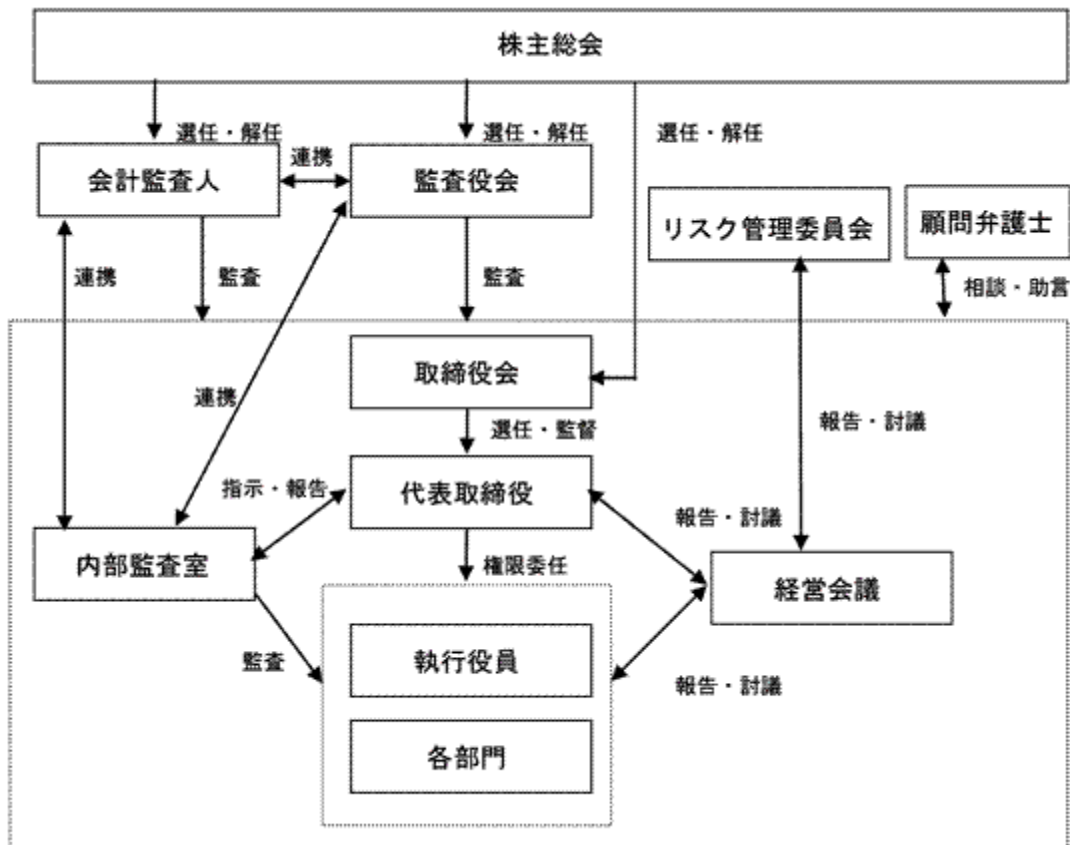 株主総会
選任・解任
選任・解任
選任・解任
連携
会計監査人
監査役会
リスク管理委員会
顧問弁護士
連携
監査
監査
相談・助言
取締役会
連携
選任・監督
報告・討議
指示・報告
代表取締役
報告・討議
内部監査室
権限委任
経営会議
監査
執行役員
報告・討議
各部門